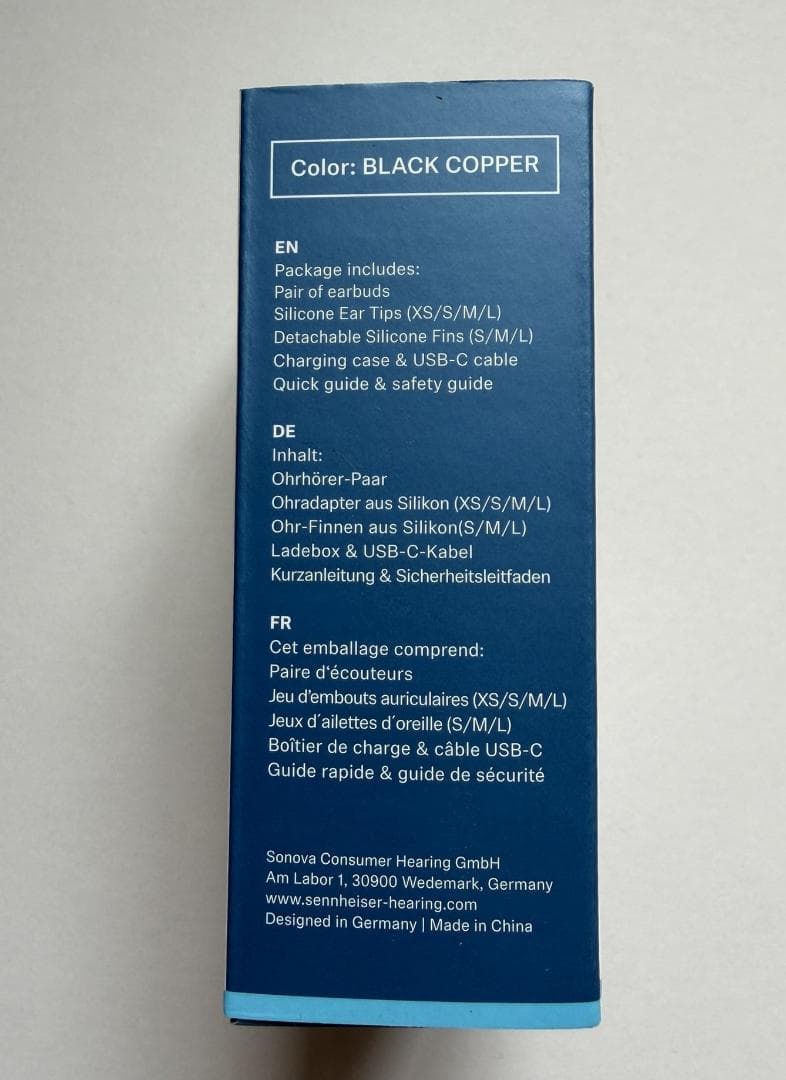 Color: BLACK COPPER
EN
Package includes:
Pair of earbuds
Silicone Ear Tips (XS/S/M/L)
Detachable Silicone Fins (S/M/L)
Charging case & USB-C cable
Quick guide & safety guide
DE
Inhalt:
Ohrhörer-Paar
Ohradapter aus Silikon (XS/S/M/L)
Ohr-Finnen aus Silikon(S/M/L)
Ladebox & USB-C-Kabel
Kurzanleitung & Sicherheitsleitfaden
FR
Cet emballage comprend:
Paire d‘écouteurs
Jeu d’embouts auriculaires (XS/S/M/L)
Jeux d´ailettes d´oreille (S/M/L)
Boîtier de charge & câble USB-C
Guide rapide & guide de sécurité
Sonova Consumer Hearing GmbH
Am Labor 1, 30900 Wedemark, Germany
www.sennheiser-hearing.com
Designed in Germany | Made in China